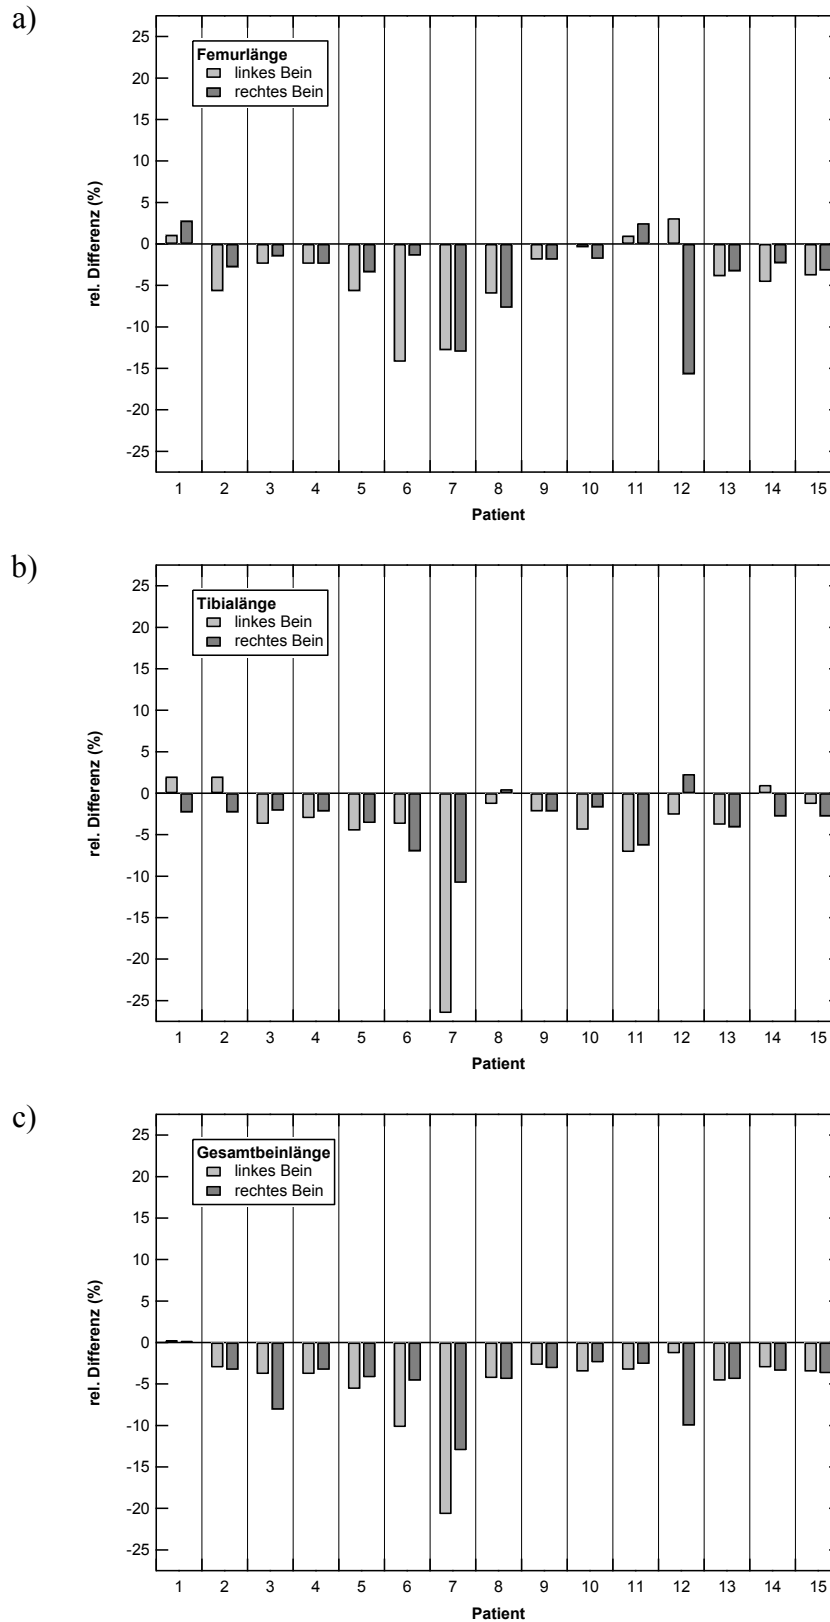 a)
25
20
15
10
5
0
-5
-10
-15
-20
-25
rel. Differenz (%)
Femurlänge
linkes Bein
rechtes Bein
1 2 3 4 5 6 7 8 9 10 11 12 13 14 15
Patient
b)
25
20
15
10
5
0
-5
-10
-15
-20
-25
rel. Differenz (%)
Tibialänge
linkes Bein
rechtes Bein
1 2 3 4 5 6 7 8 9 10 11 12 13 14 15
Patient
c)
25
20
15
10
5
0
-5
-10
-15
-20
-25
rel. Differenz (%)
Gesamtbeinlänge
linkes Bein
rechtes Bein
1 2 3 4 5 6 7 8 9 10 11 12 13 14 15
Patient